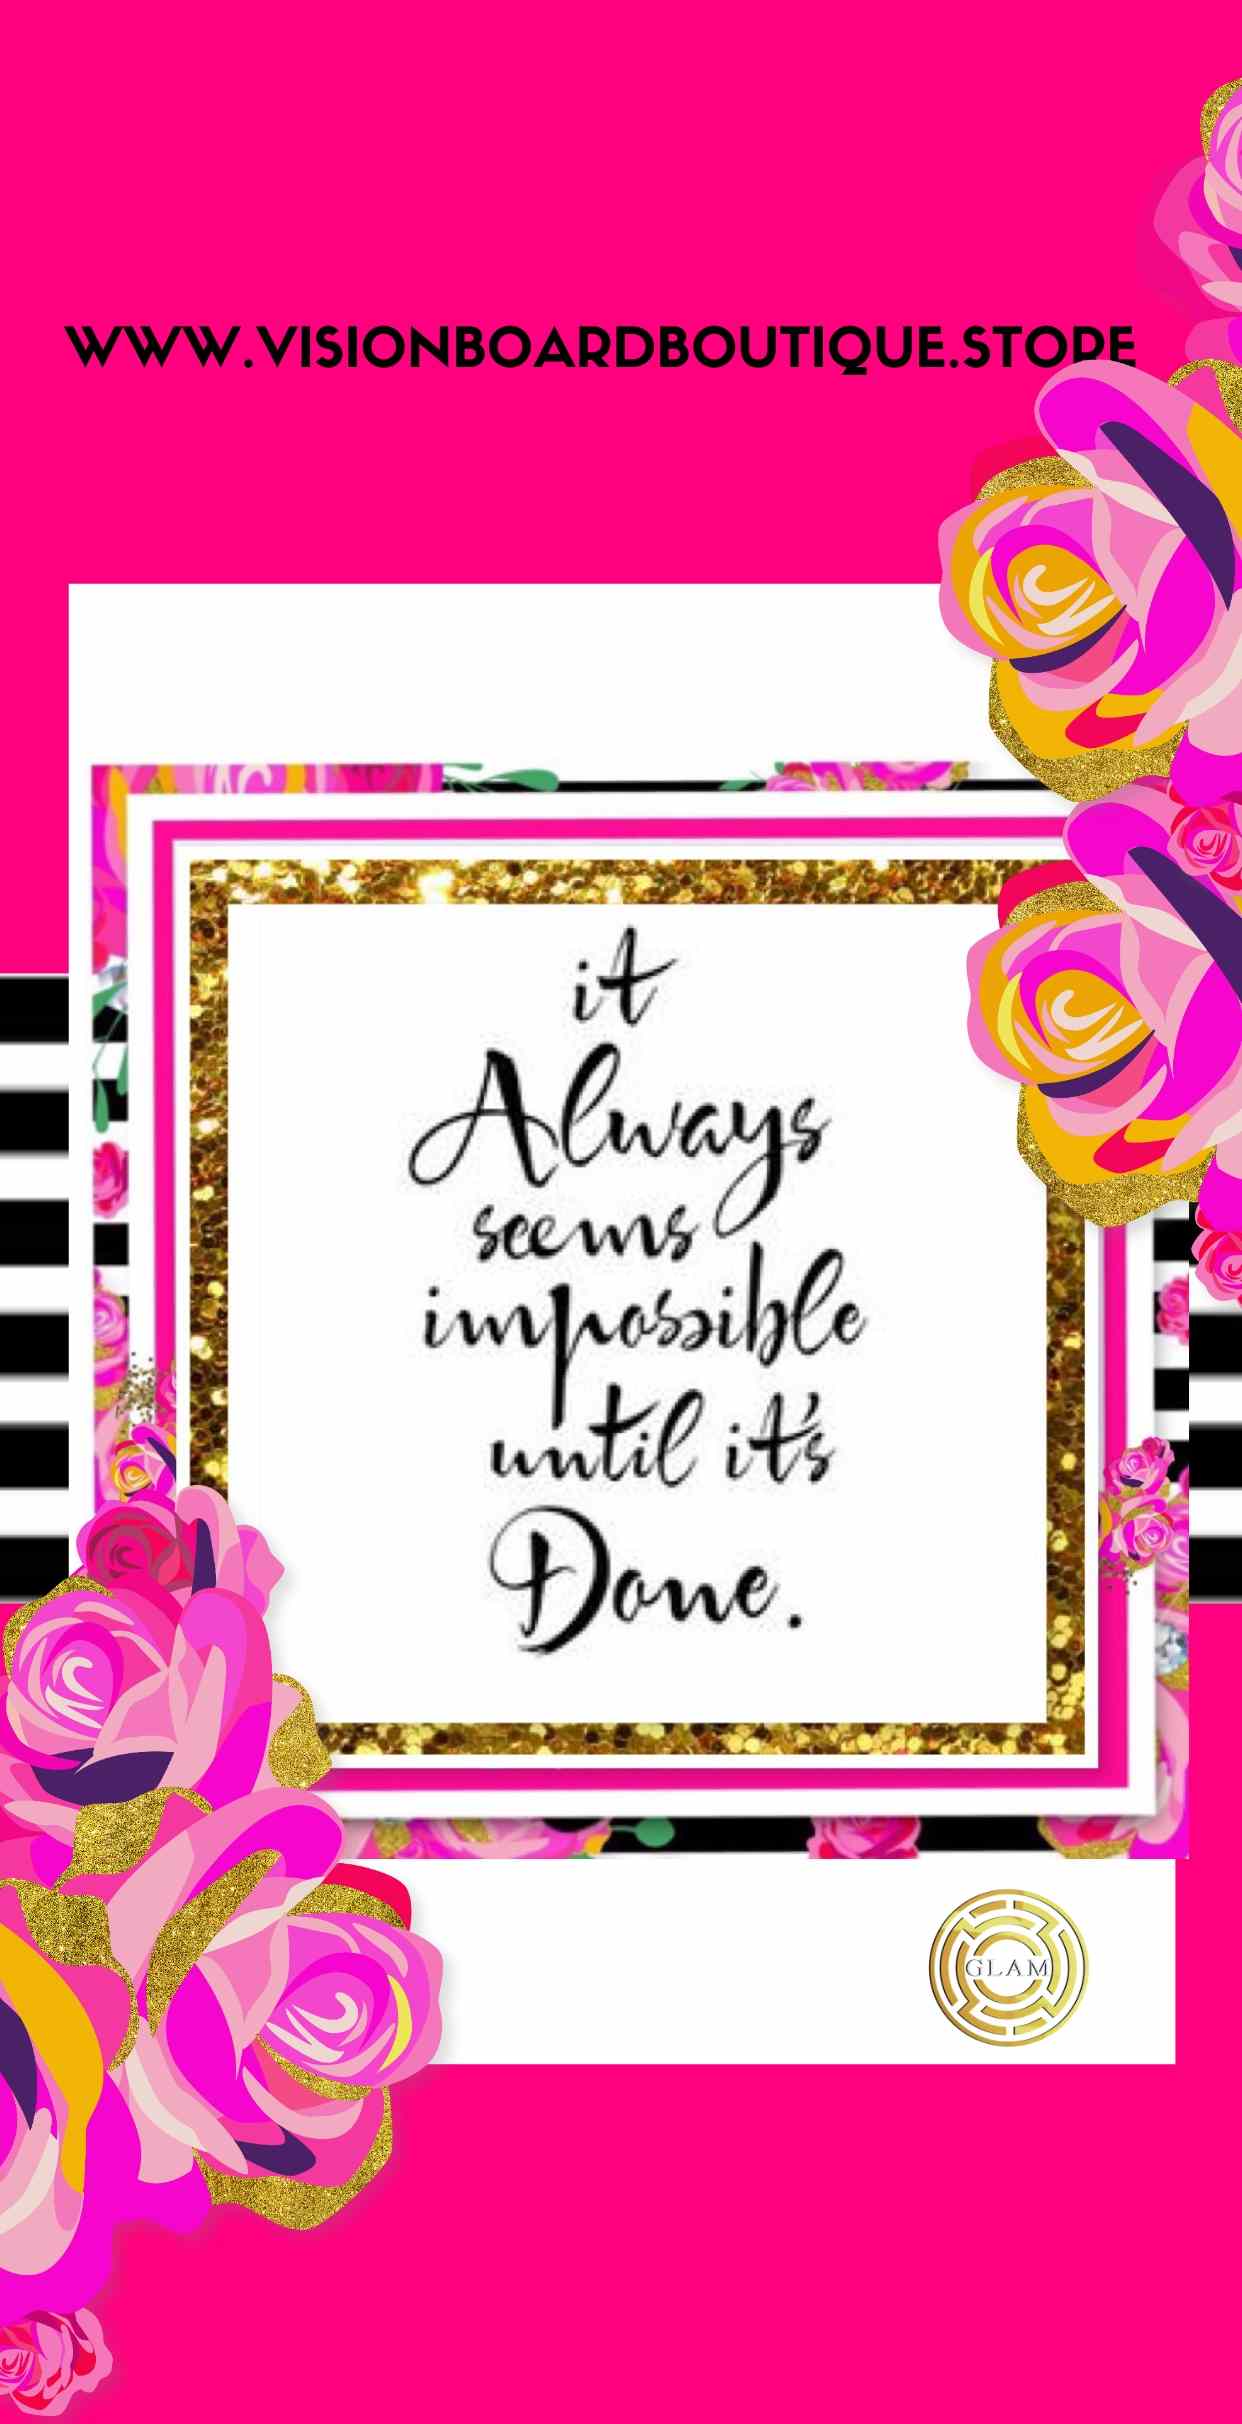 WWW.VISIONBOARDBOUTIQUE.STORE
it
Always
seems
impossible
until it's
Done.
GLAM